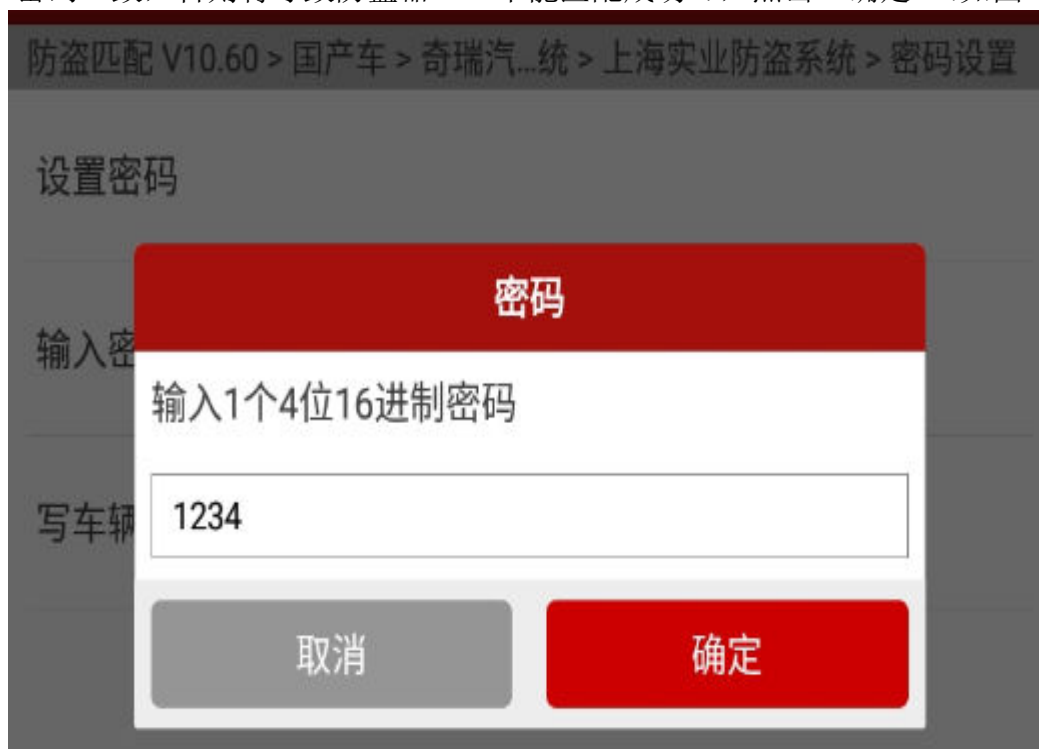 防盗匹配 V10.60 > 国产车 > 奇瑞汽...统 > 上海实业防盗系统 > 密码设置
设置密码
密码
输入密
输入1个4位16进制密码
写车辆
1234
取消
确定